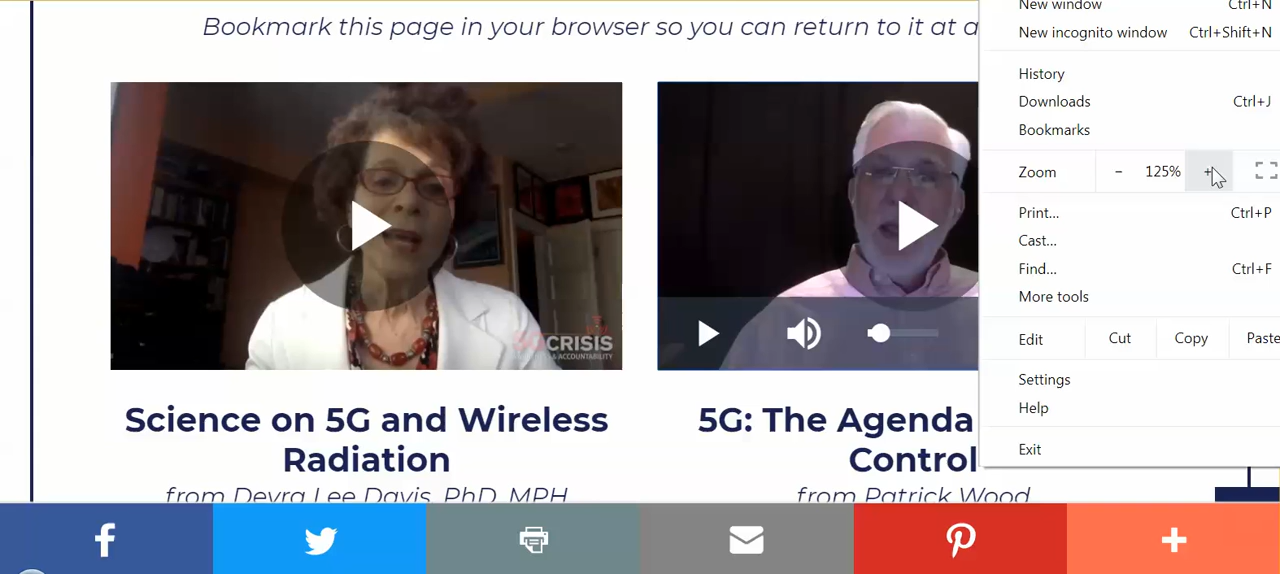 Bookmark this page in your browser so you can return to it at a
CRISIS
& ACCOUNTABILITY
Science on 5G and Wireless
Radiation
from Devra Lee Davis, PhD, MPH
5G: The Agenda
Control
from Patrick Wood
New window Ctrl+N
New incognito window Ctrl+Shift+N
History
Downloads Ctrl+J
Bookmarks
Zoom - 125% +
Print... Ctrl+P
Cast...
Find... Ctrl+F
More tools
Edit Cut Copy Paste
Settings
Help
Exit